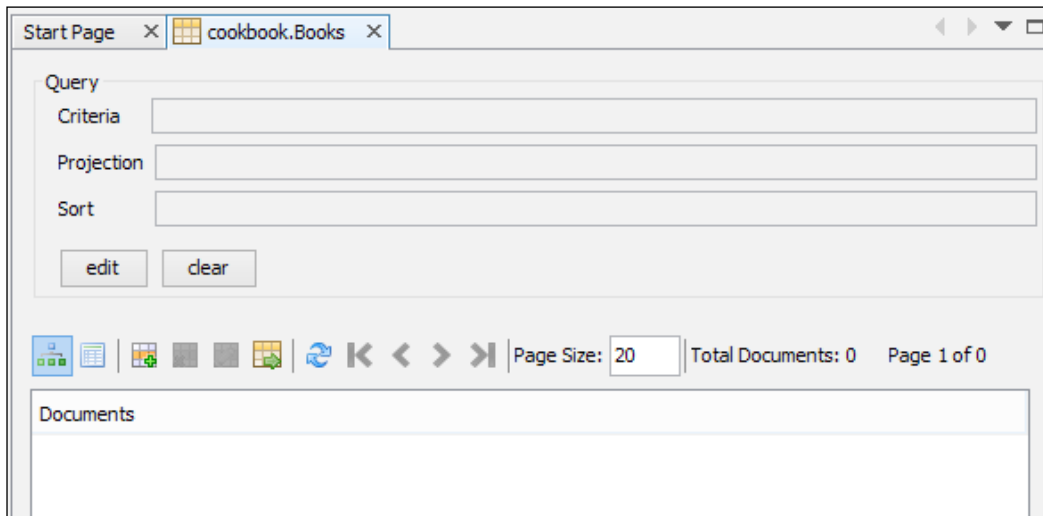 Start Page cookbook.Books
Query
Criteria
Projection
Sort
edit clear
Page Size: 20 Total Documents: 0 Page 1 of 0
Documents